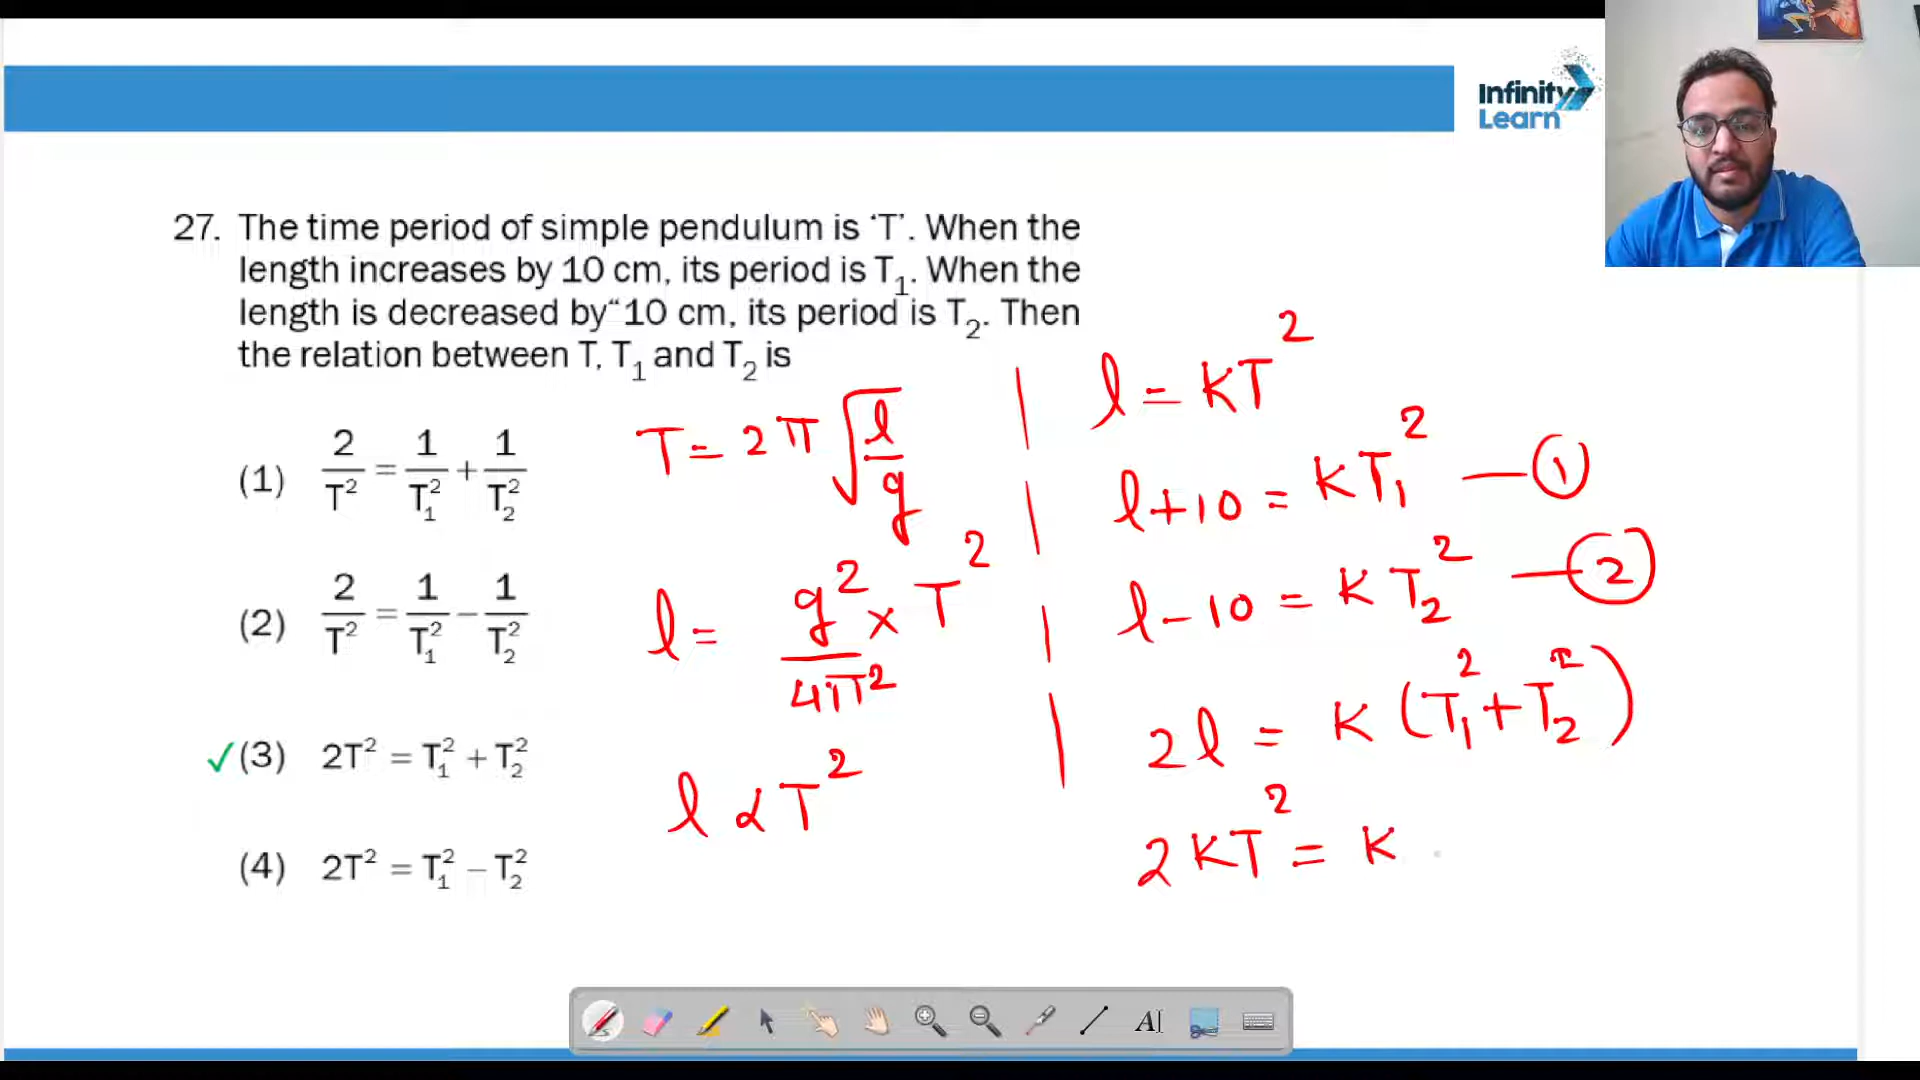 Infinity
Learn
27. The time period of simple pendulum is ‘T’. When the
length increases by 10 cm, its period is T₁. When the
length is decreased by“10 cm, its period is T₂. Then
the relation between T, T₁ and T₂ is
(1) 2/T² = 1/T₁² + 1/T₂²
(2) 2/T² = 1/T₁² − 1/T₂²
✓(3) 2T² = T₁² + T₂²
(4) 2T² = T₁² − T₂²
T = 2π √(l/g)
l = g²/4π² × T²
l ∝ T²
l = KT²
l+10 = KT₁² — ①
l−10 = KT₂² — ②
2l = K (T₁² + T₂²)
2KT² = K
A